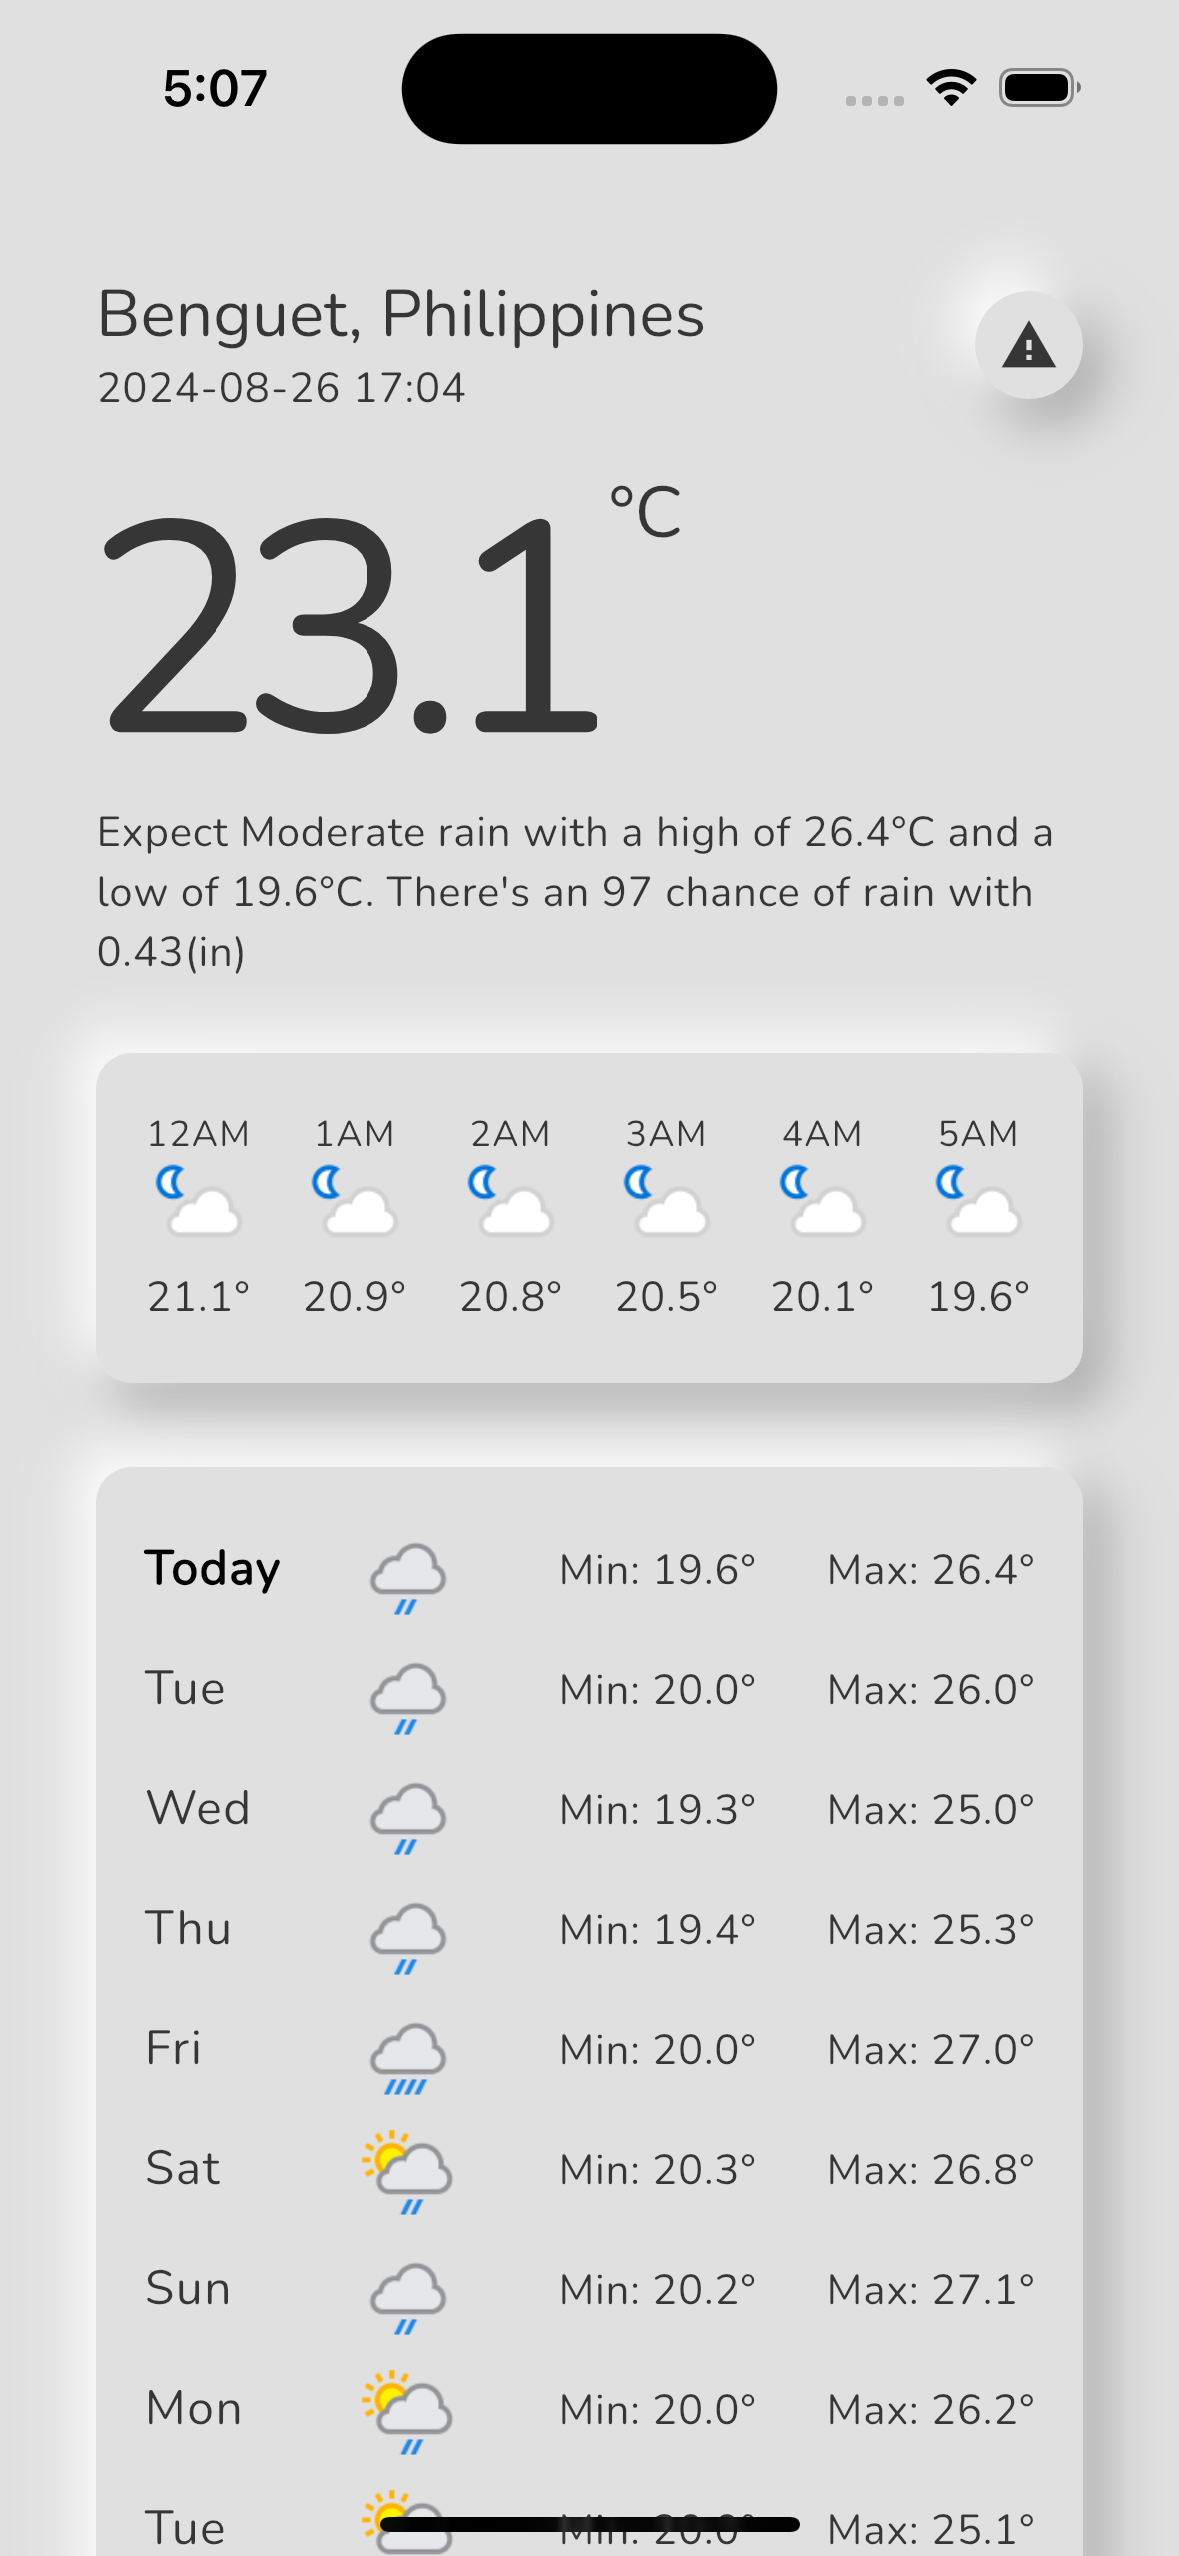 5:07
Benguet, Philippines
2024-08-26 17:04
23.1 °C
Expect Moderate rain with a high of 26.4°C and a
low of 19.6°C. There's an 97 chance of rain with
0.43(in)
12AM 1AM 2AM 3AM 4AM 5AM
21.1° 20.9° 20.8° 20.5° 20.1° 19.6°
Today Min: 19.6° Max: 26.4°
Tue Min: 20.0° Max: 26.0°
Wed Min: 19.3° Max: 25.0°
Thu Min: 19.4° Max: 25.3°
Fri Min: 20.0° Max: 27.0°
Sat Min: 20.3° Max: 26.8°
Sun Min: 20.2° Max: 27.1°
Mon Min: 20.0° Max: 26.2°
Tue Min: 20.0° Max: 25.1°